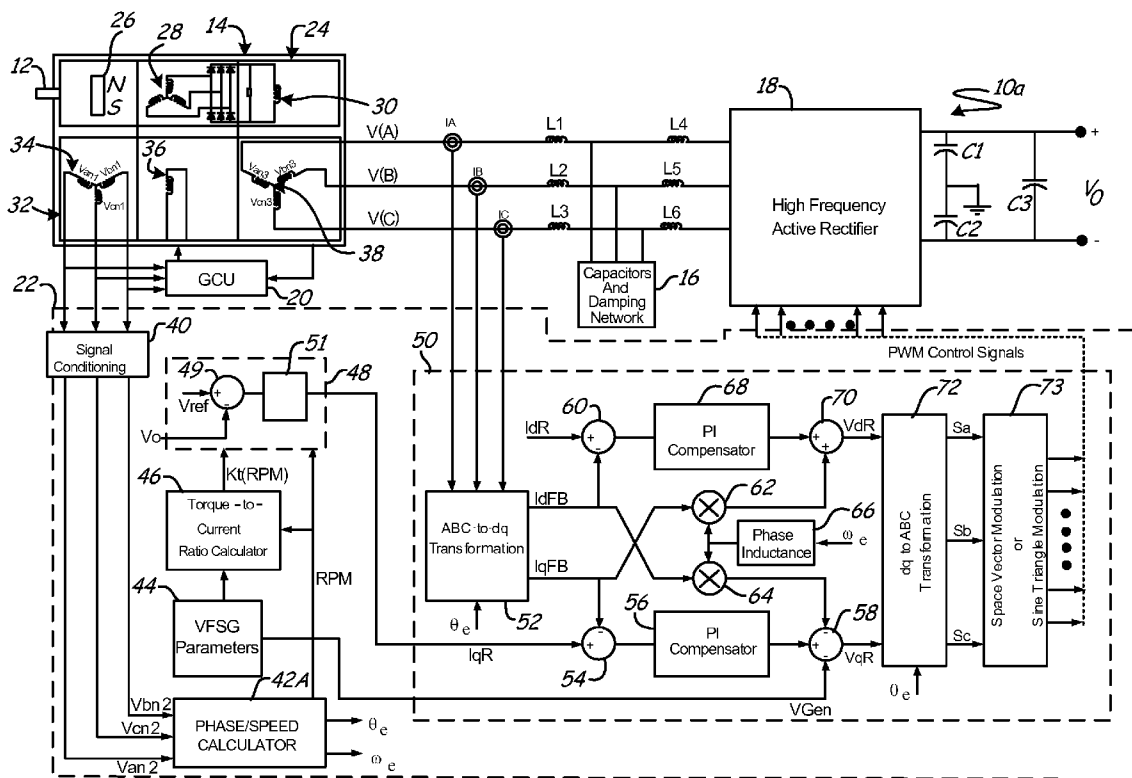 26
28
14
24
12
N
S
30
18
10a
34
36
32
38
Van1
Vbn1
Vcn1
Van3
Vbn3
Vcn3
V(A)
V(B)
V(C)
IA
IB
IC
L1
L2
L3
L4
L5
L6
High Frequency
Active Rectifier
C1
C2
C3
+
VO
-
GCU
20
22
Capacitors
And
Damping
Network
16
PWM Control Signals
40
Signal
Conditioning
49
51
48
+
-
Vref
Vo
Kt(RPM)
46
Torque -to-
Current
Ratio Calculator
RPM
44
VFSG
Parameters
42A
PHASE/SPEED
CALCULATOR
Vbn2
Vcn2
Van2
θe
ωe
50
60
IdR
+
-
68
PI
Compensator
70
+
+
VdR
72
dq to ABC
Transformation
73
Space Vector Modulation
or
Sine Triangle Modulation
Sa
Sb
Sc
IdFB
62
66
Phase
Inductance
ωe
ABC-to-dq
Transformation
IqFB
64
52
θe
IqR
56
PI
Compensator
54
+
-
58
-
+
-
VqR
VGen
θe